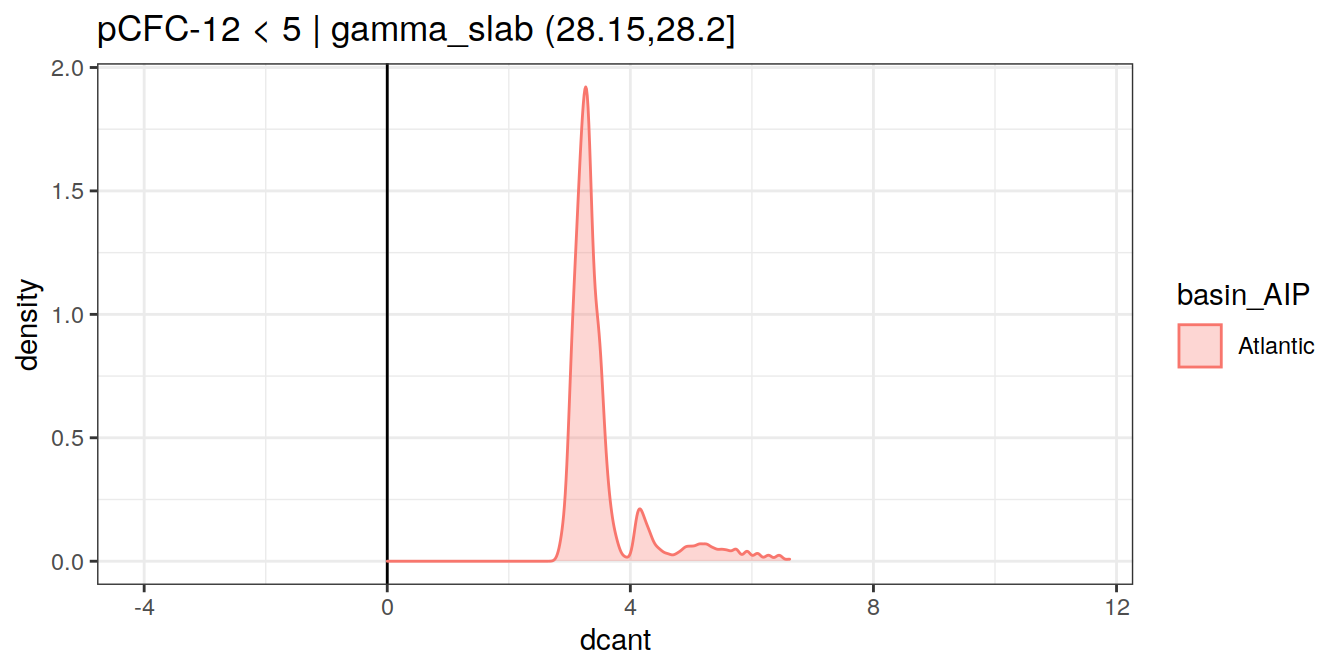 pCFC-12 < 5 | gamma_slab (28.15,28.2]
2.0
1.5
1.0
0.5
0.0
density
-4
0
4
8
12
dcant
basin_AIP
Atlantic